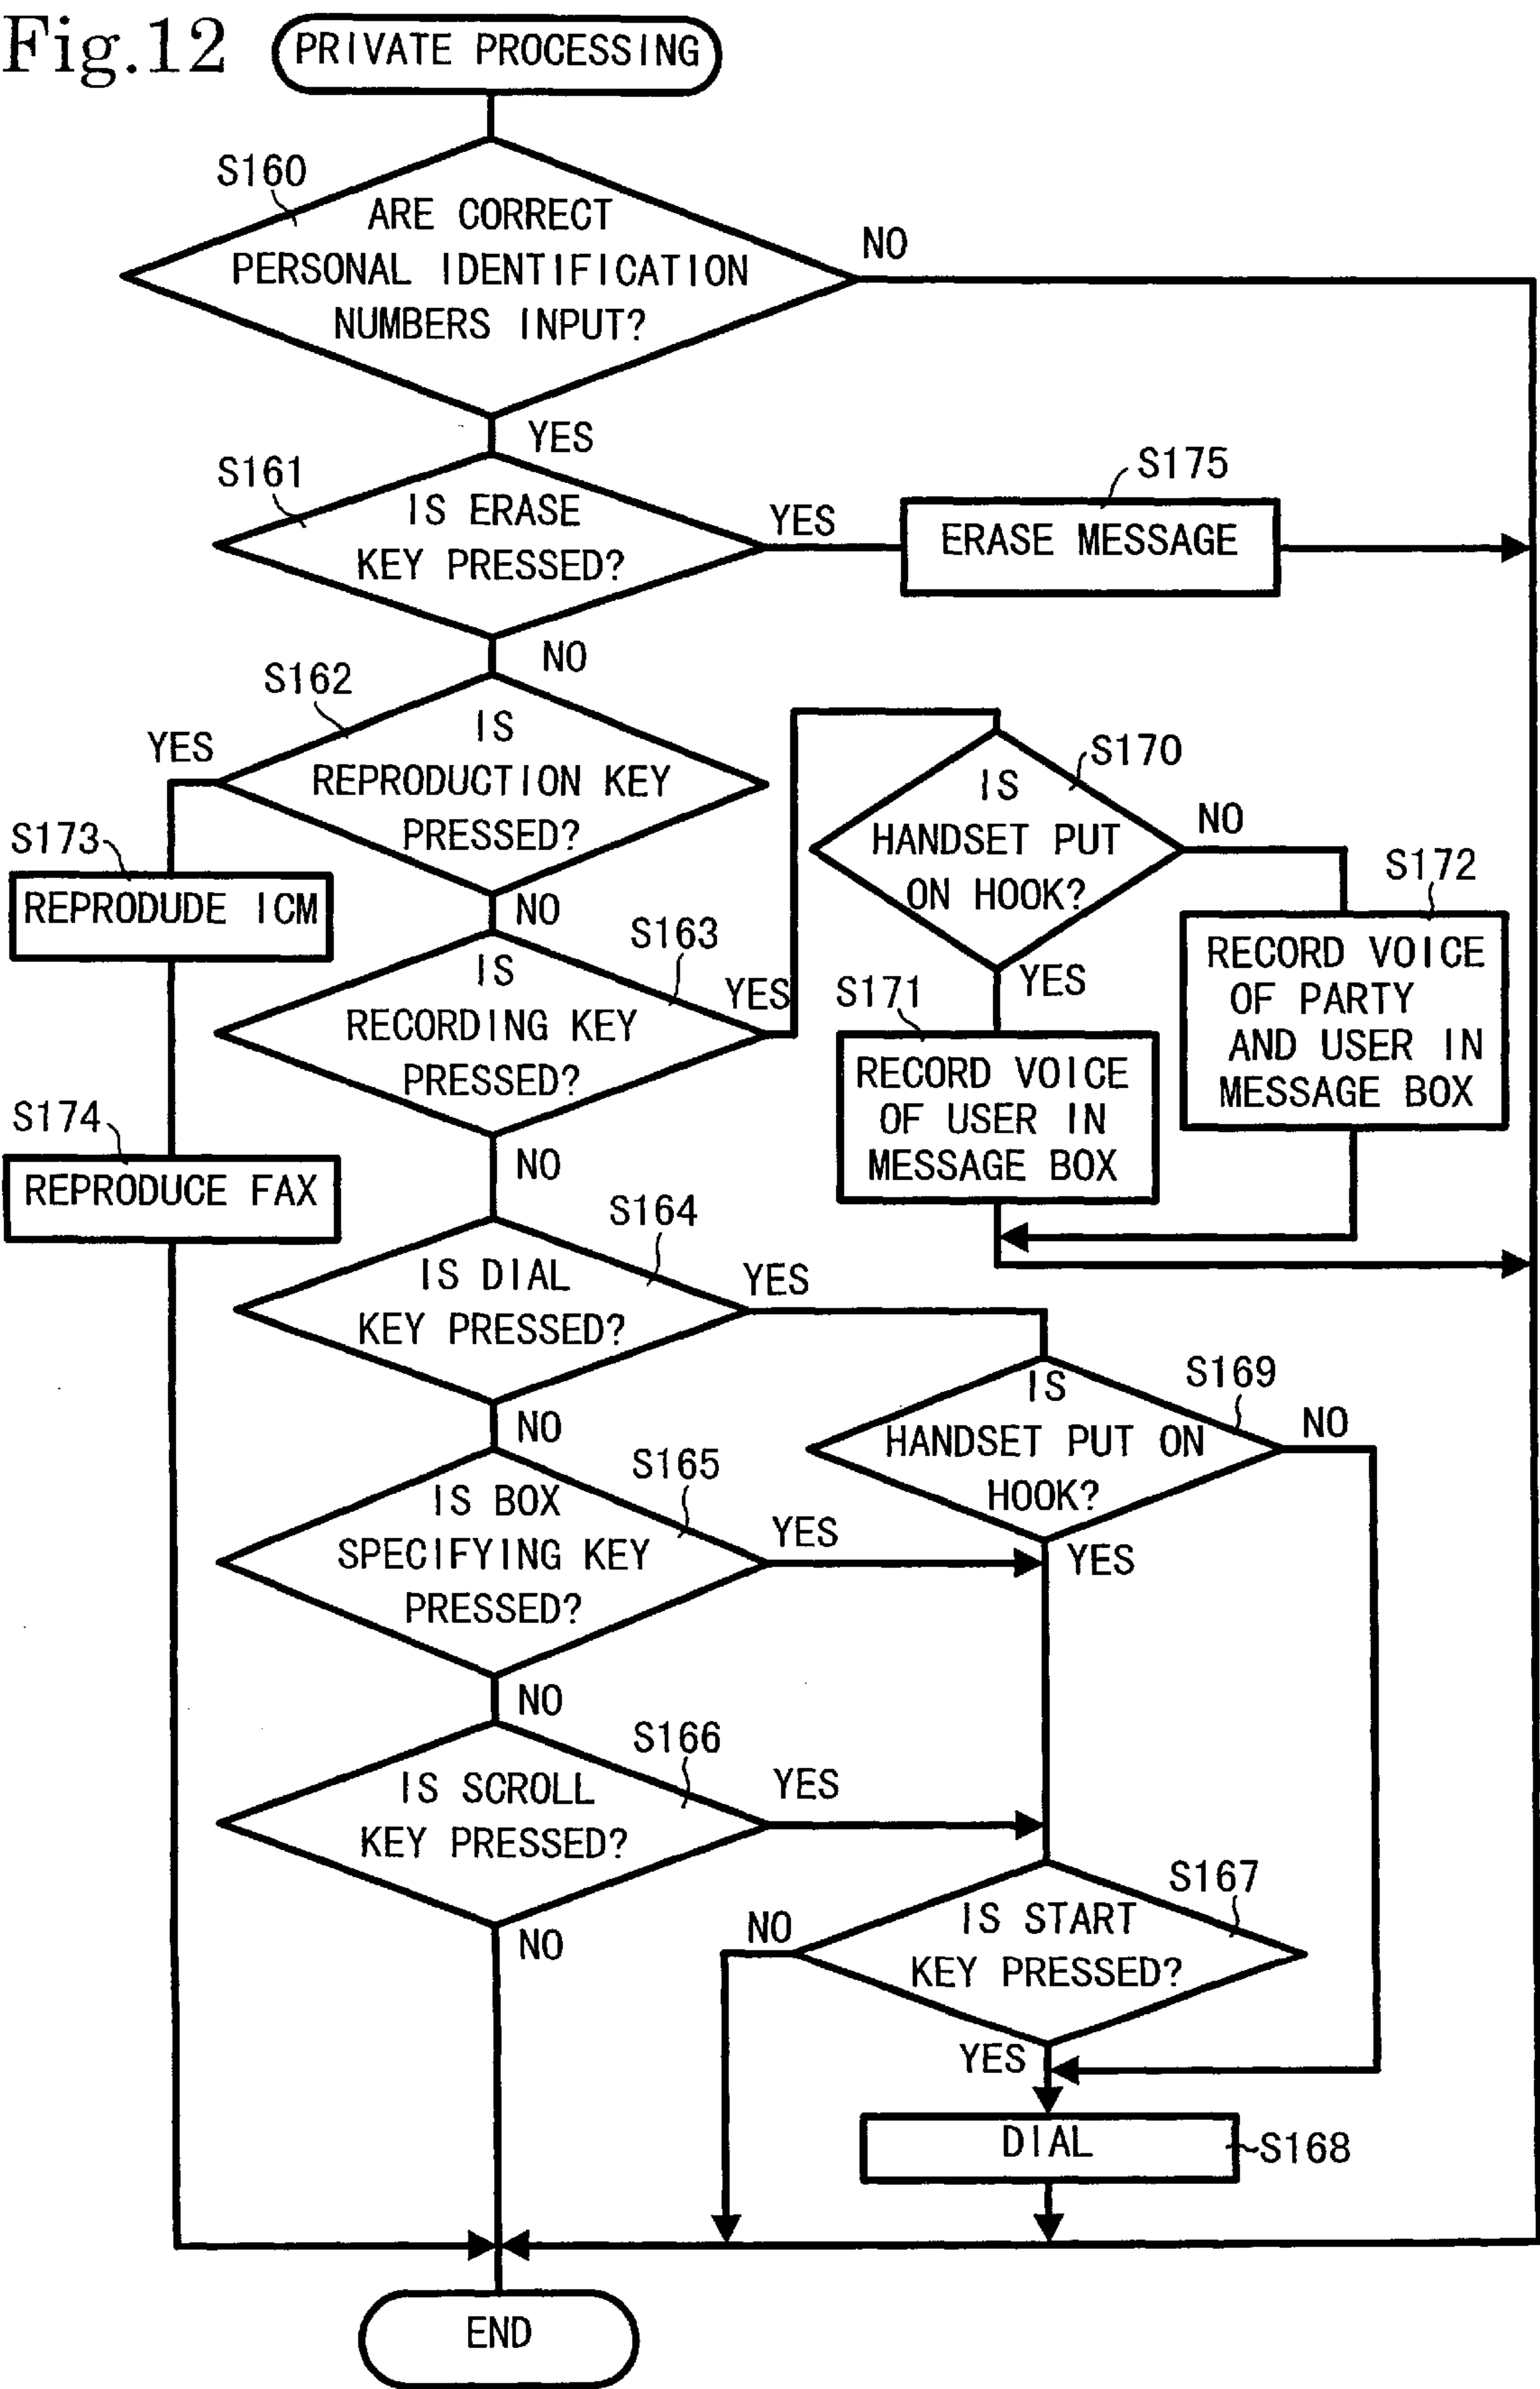 Fig.12
PRIVATE PROCESSING
S160
ARE CORRECT
PERSONAL IDENTIFICATION
NUMBERS INPUT?
NO
YES
S161
IS ERASE
KEY PRESSED?
YES
S175
ERASE MESSAGE
NO
S162
IS
REPRODUCTION KEY
PRESSED?
YES
NO
S173
REPRODUDE ICM
S174
REPRODUCE FAX
S163
IS
RECORDING KEY
PRESSED?
YES
NO
S170
IS
HANDSET PUT
ON HOOK?
NO
YES
S172
RECORD VOICE
OF PARTY
AND USER IN
MESSAGE BOX
S171
RECORD VOICE
OF USER IN
MESSAGE BOX
S164
IS DIAL
KEY PRESSED?
YES
NO
S169
IS
HANDSET PUT ON
HOOK?
NO
YES
S165
IS BOX
SPECIFYING KEY
PRESSED?
YES
NO
S166
IS SCROLL
KEY PRESSED?
YES
NO
S167
IS START
KEY PRESSED?
NO
YES
DIAL
S168
END